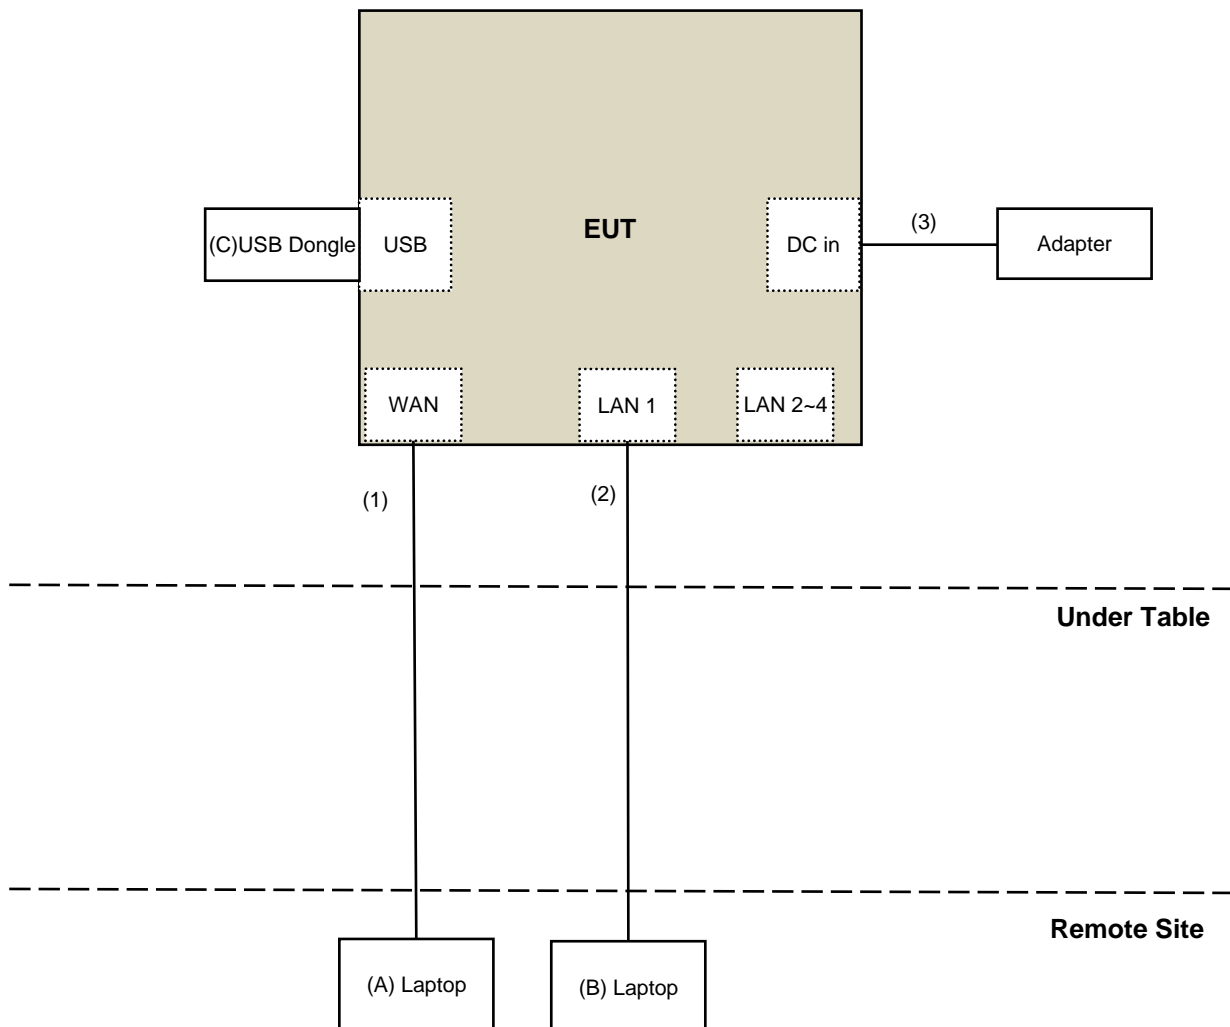 EUT
(C)USB Dongle
USB
DC in
(3)
Adapter
WAN
LAN 1
LAN 2~4
(1)
(2)
Under Table
Remote Site
(A) Laptop
(B) Laptop